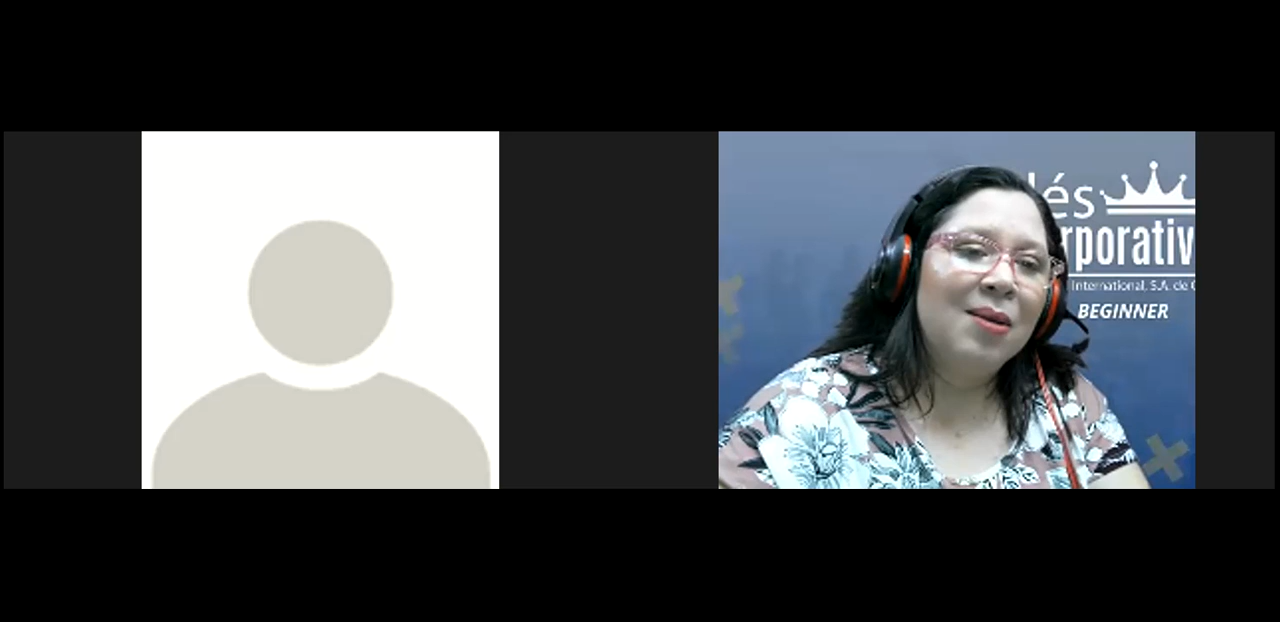 lés
rporativ
International, S.A. de C
BEGINNER